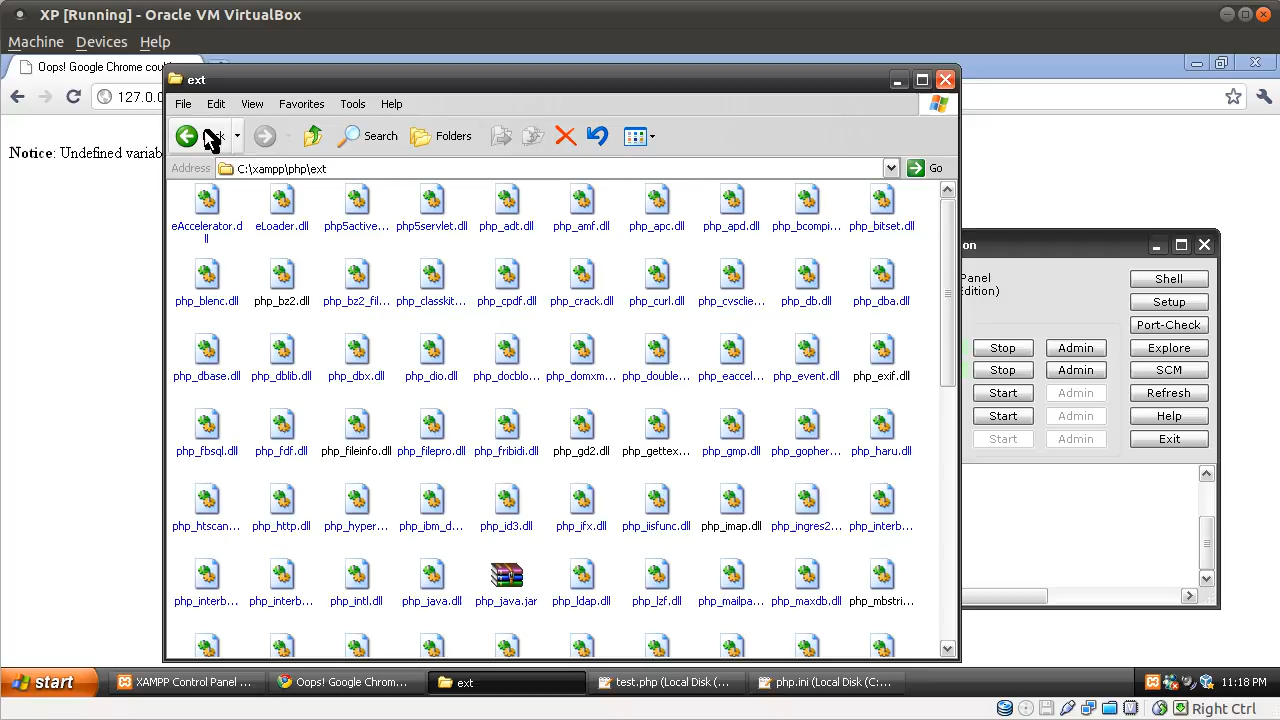 XP [Running] - Oracle VM VirtualBox
Machine Devices Help
Oops! Google Chrome cou
127.0.0
Notice: Undefined variab
ext
File Edit View Favorites Tools Help
Search Folders
Address C:\xampp\php\ext Go
eAccelerator.d
ll
eLoader.dll php5active... php5servlet.dll php_adt.dll php_amf.dll php_apc.dll php_apd.dll php_bcompi... php_bitset.dll
php_blenc.dll php_bz2.dll php_bz2_fil... php_classkit... php_cpdf.dll php_crack.dll php_curl.dll php_cvsclie... php_db.dll php_dba.dll
php_dbase.dll php_dblib.dll php_dbx.dll php_dio.dll php_docblo... php_domxm... php_double... php_eaccel... php_event.dll php_exif.dll
php_fbsql.dll php_fdf.dll php_fileinfo.dll php_filepro.dll php_fribidi.dll php_gd2.dll php_gettex... php_gmp.dll php_gopher... php_haru.dll
php_htscan... php_http.dll php_hyper... php_ibm_d... php_id3.dll php_ifx.dll php_iisfunc.dll php_imap.dll php_ingres2... php_interb...
php_interb... php_interb... php_intl.dll php_java.dll php_java.jar php_ldap.dll php_lzf.dll php_mailpa... php_maxdb.dll php_mbstri...
on
Panel
dition)
Shell
Setup
Port-Check
Stop Admin Explore
Stop Admin SCM
Start Admin Refresh
Start Admin Help
Start Admin Exit
start XAMPP Control Panel ... Oops! Google Chrom... ext test.php (Local Disk (... php.ini (Local Disk (C:... 11:18 PM
Right Ctrl